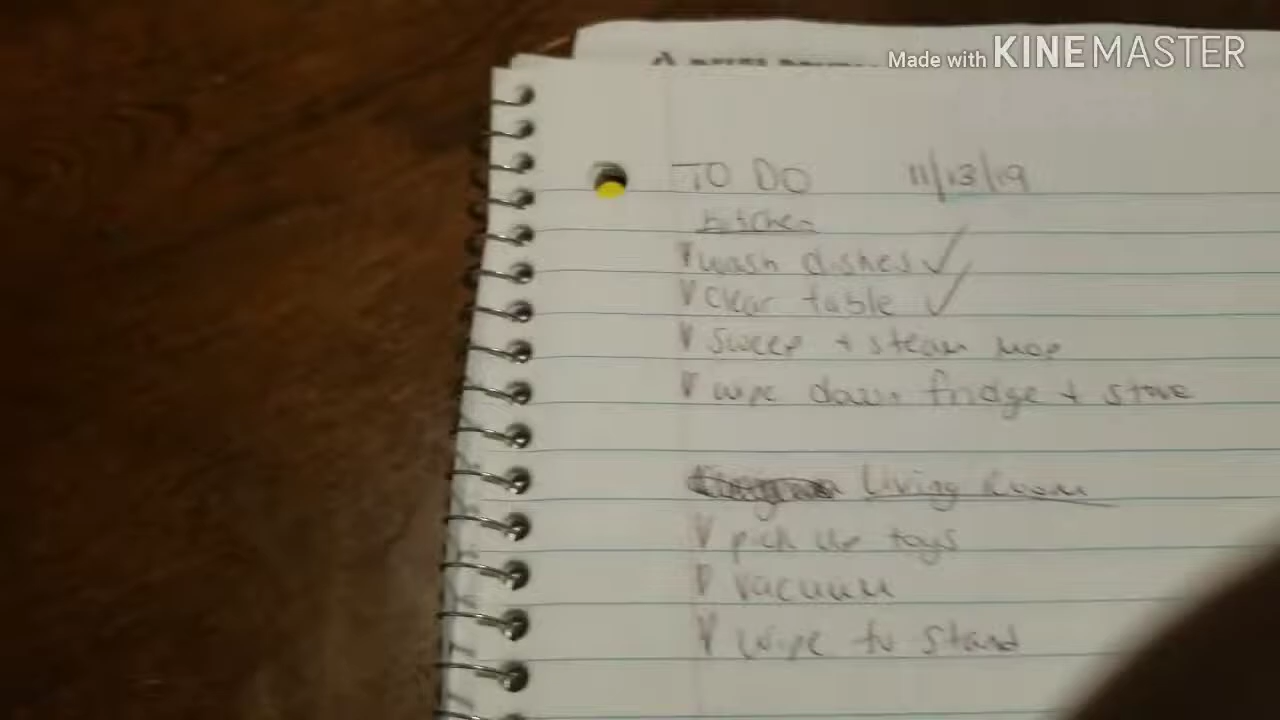 Made with KINEMASTER
TO DO 11/13/19
kitchen
wash dishes ✓
clear table ✓
sweep + steam mop
wipe down fridge + stove
Living Room
pick up toys
vacuum
wipe tv stand